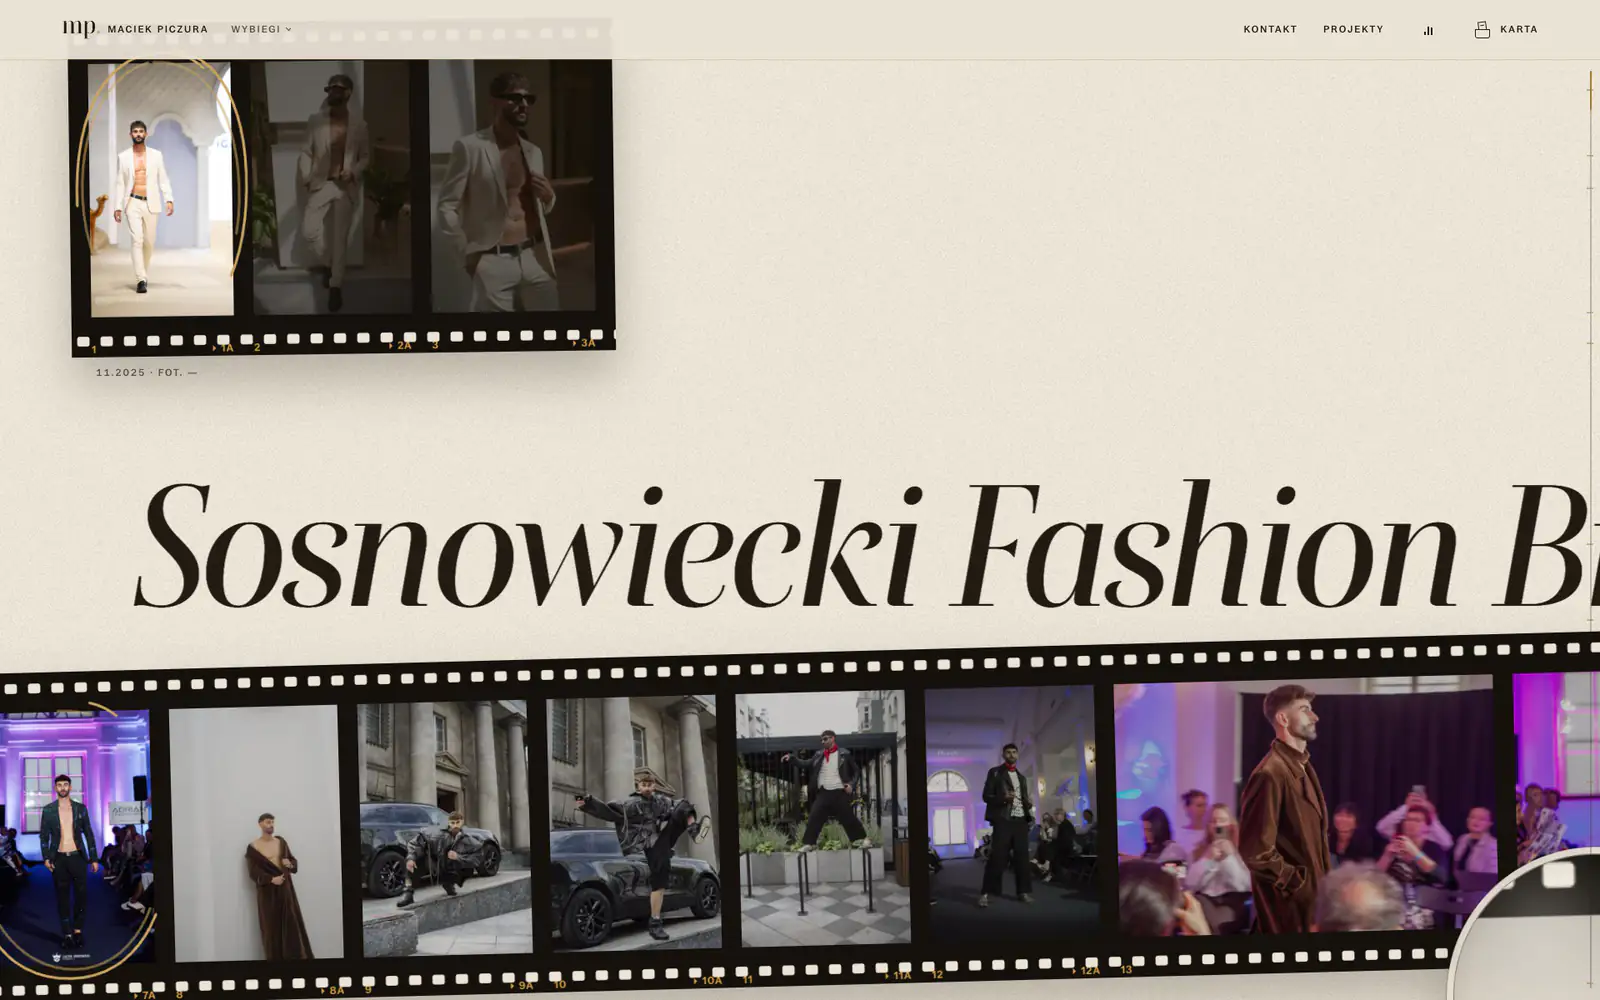 mp. MACIEK PICZURA WYBIEGI KONTAKT PROJEKTY KARTA
1 1A 2 2A 3 3A
11.2025 · FOT. —
Sosnowiecki Fashion
ADRIAN
7A 8 8A 9 9A 10 10A 11 11A 12 12A 13